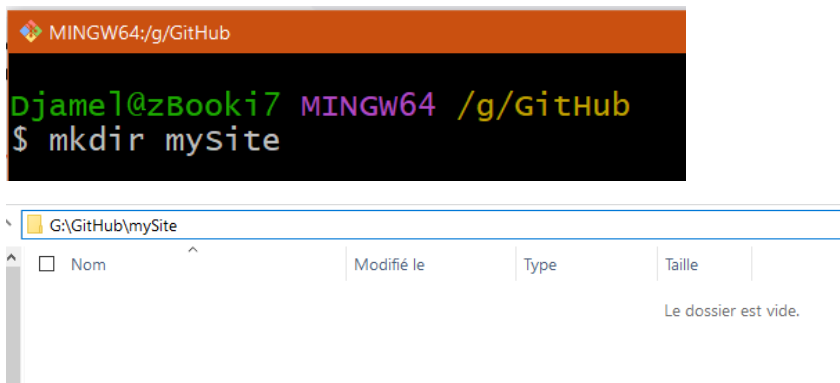 MINGW64:/g/GitHub
Djamel@zBooki7 MINGW64 /g/GitHub
$ mkdir mySite
G:\GitHub\mySite
Nom Modifié le Type Taille
Le dossier est vide.